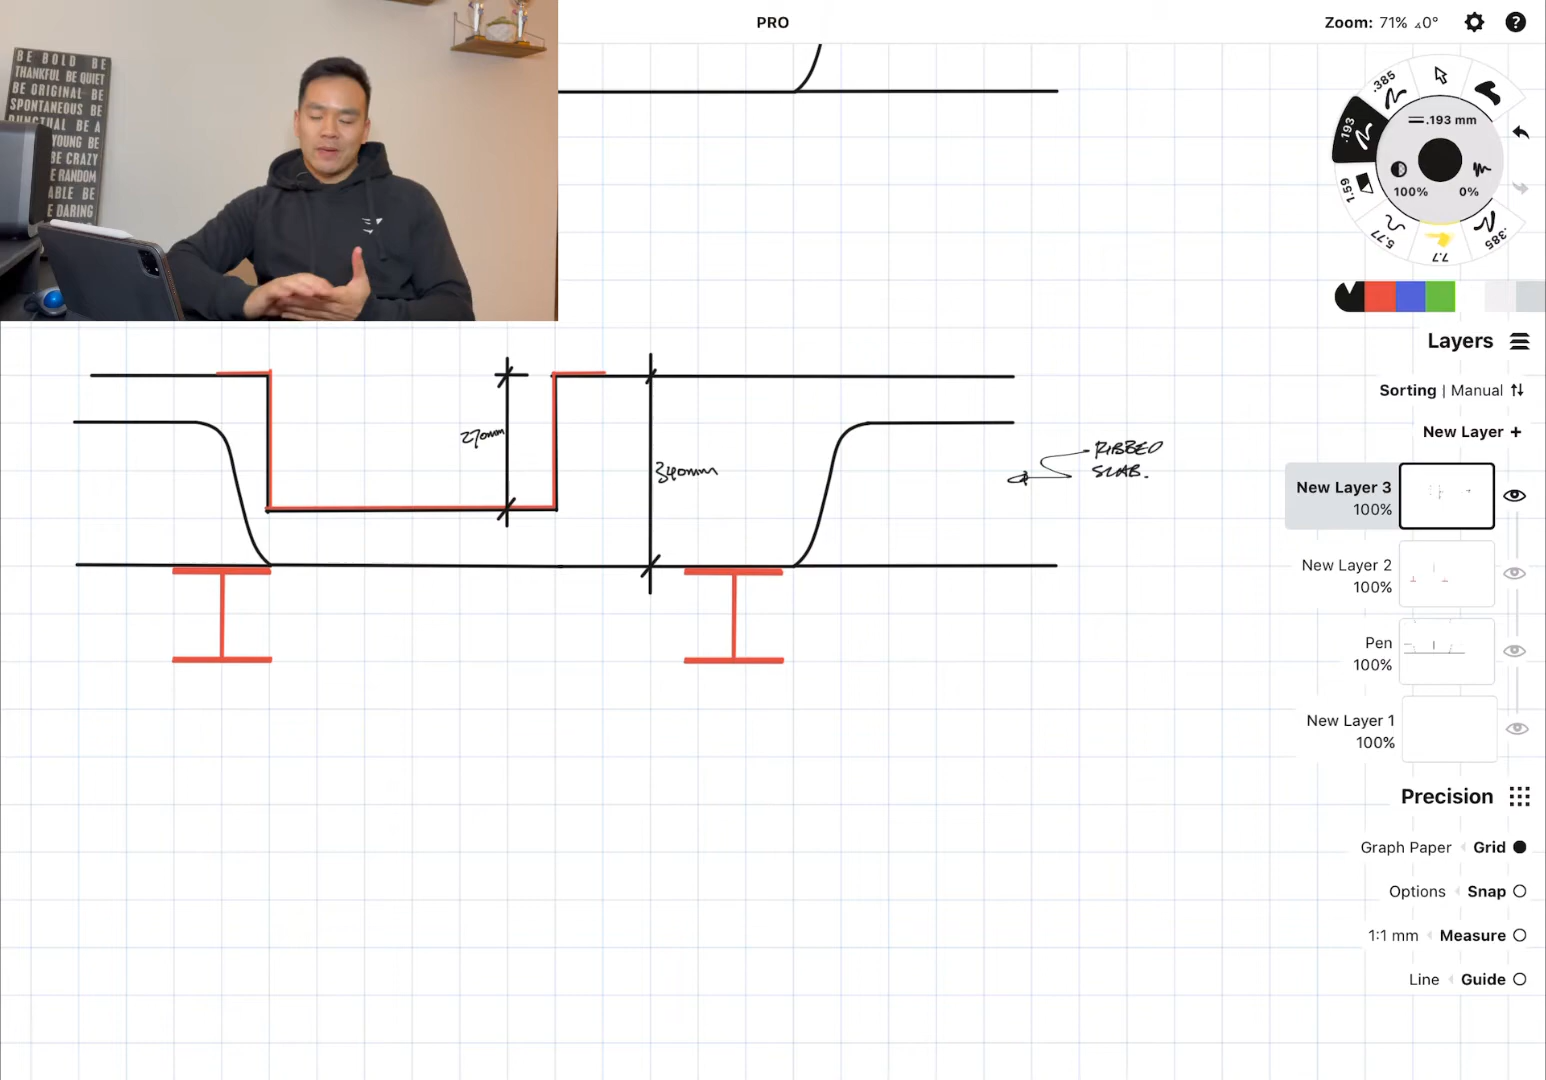 BE BOLD BE
THANKFUL BE QUIET
BE ORIGINAL BE
SPONTANEOUS BE
PUNCTUAL BE A
YOUNG BE
BE CRAZY
E RANDOM
ABLE BE
E DARING
PRO
Zoom: 71% ⊿0°
.385
.193
1.59
5.77
7.7
.385
.193 mm
100% 0%
Layers
Sorting | Manual
New Layer +
New Layer 3
100%
New Layer 2
100%
Pen
100%
New Layer 1
100%
Precision
Graph Paper Grid
Options Snap
1:1 mm Measure
Line Guide
270mm
340mm
RIBBED
SLAB.